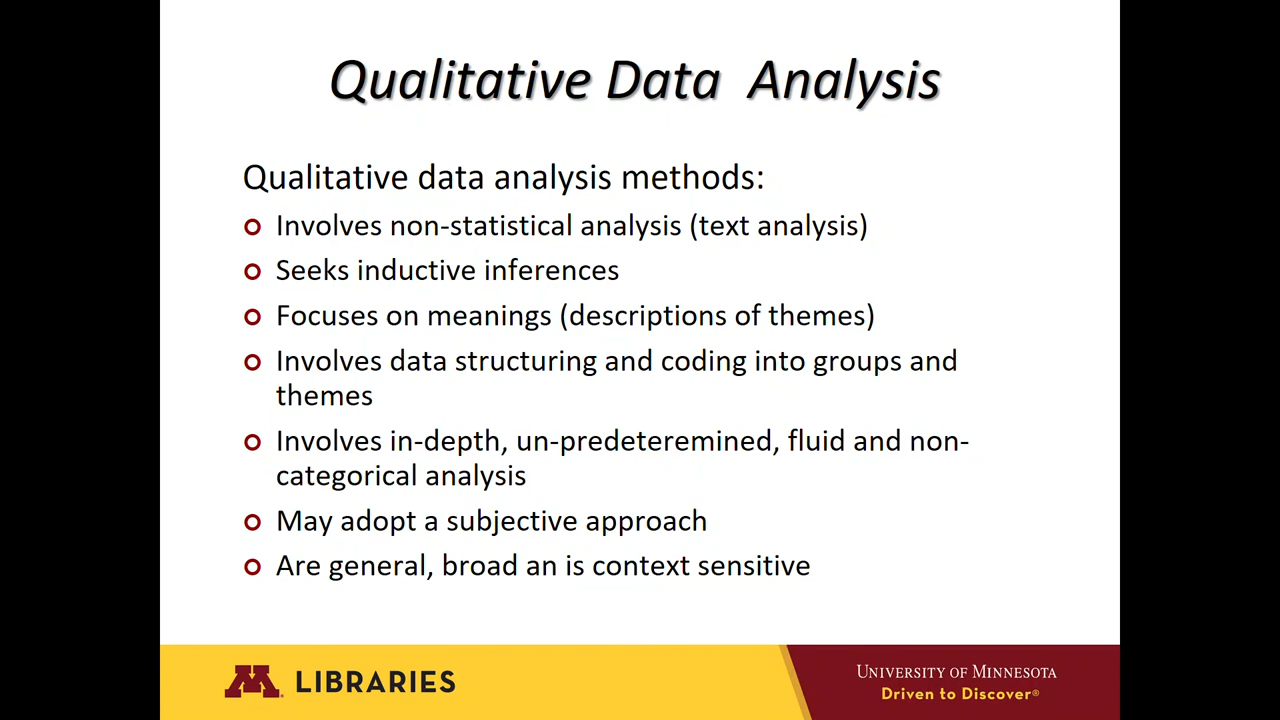 Qualitative Data Analysis
Qualitative data analysis methods:
Involves non-statistical analysis (text analysis)
Seeks inductive inferences
Focuses on meanings (descriptions of themes)
Involves data structuring and coding into groups and
themes
Involves in-depth, un-predeteremined, fluid and non-
categorical analysis
May adopt a subjective approach
Are general, broad an is context sensitive
M LIBRARIES
UNIVERSITY OF MINNESOTA
Driven to Discover®